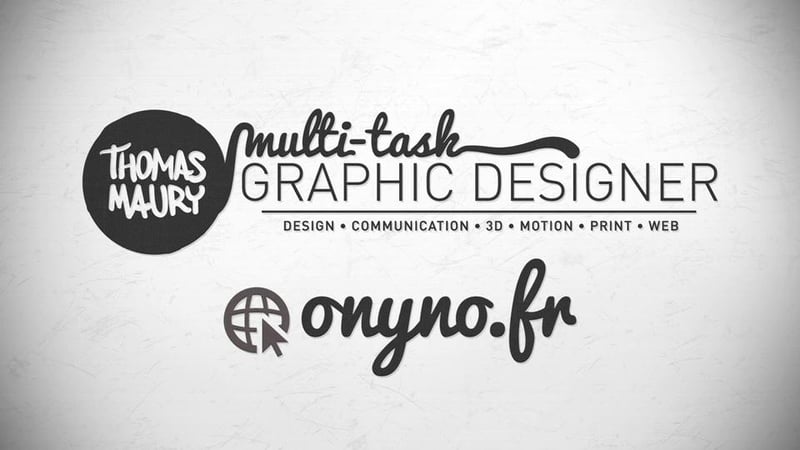 THOMAS
MAURY
multi-task
GRAPHIC DESIGNER
DESIGN • COMMUNICATION • 3D • MOTION • PRINT • WEB
onyno.fr